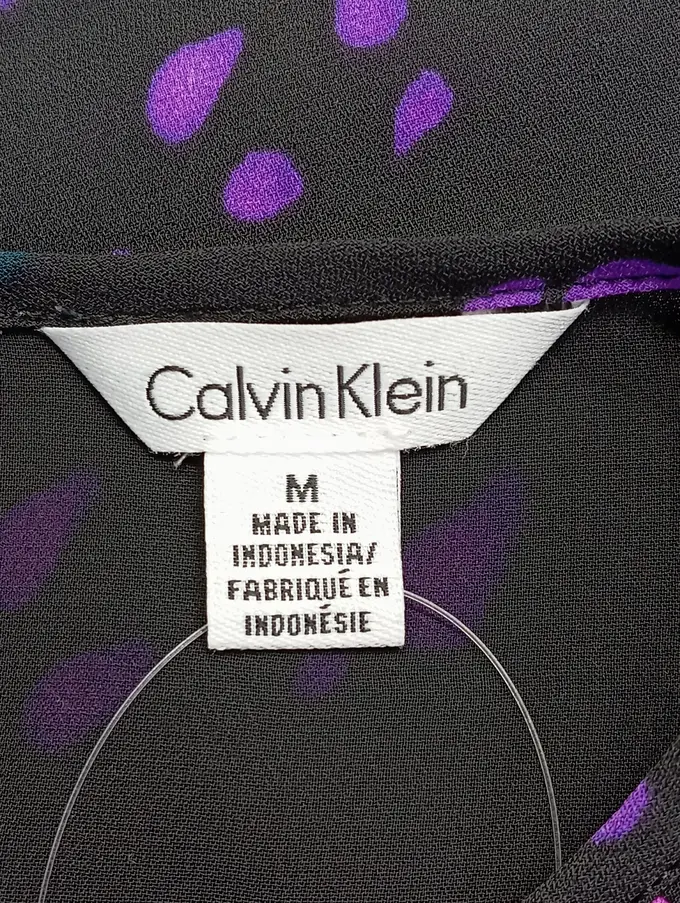 Calvin Klein
M
MADE IN
INDONESIA/
FABRIQUÉ EN
INDONÉSIE